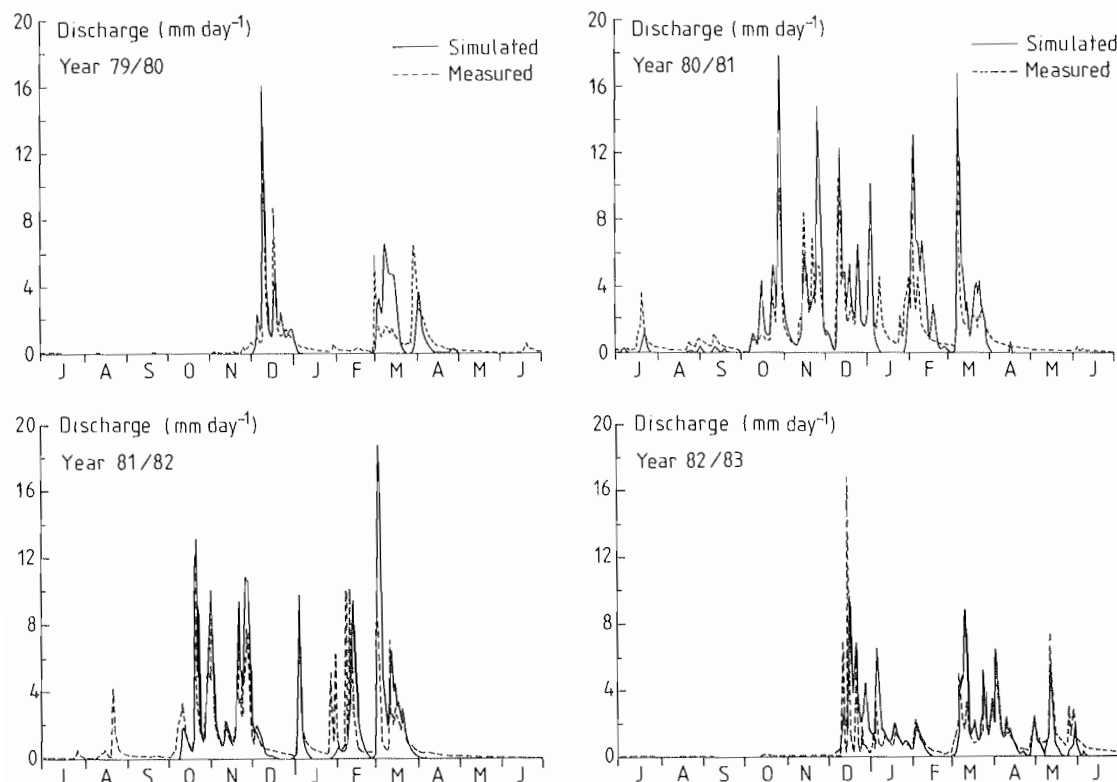 20
Discharge (mm day⁻¹)
Year 79/80
Simulated
Measured
16
12
8
4
0
J A S O N D J F M A M J
20
Discharge (mm day⁻¹)
Year 80/81
Simulated
Measured
16
12
8
4
0
J A S O N D J F M A M J
20
Discharge (mm day⁻¹)
Year 81/82
16
12
8
4
0
J A S O N D J F M A M J
20
Discharge (mm day⁻¹)
Year 82/83
16
12
8
4
0
J A S O N D J F M A M J